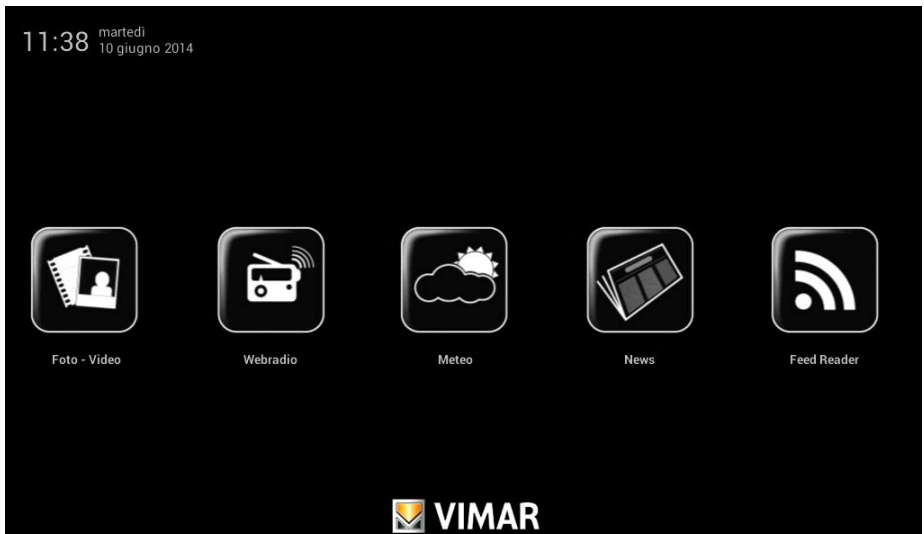 11:38 martedì
10 giugno 2014
Foto - Video
Webradio
Meteo
News
Feed Reader
VIMAR